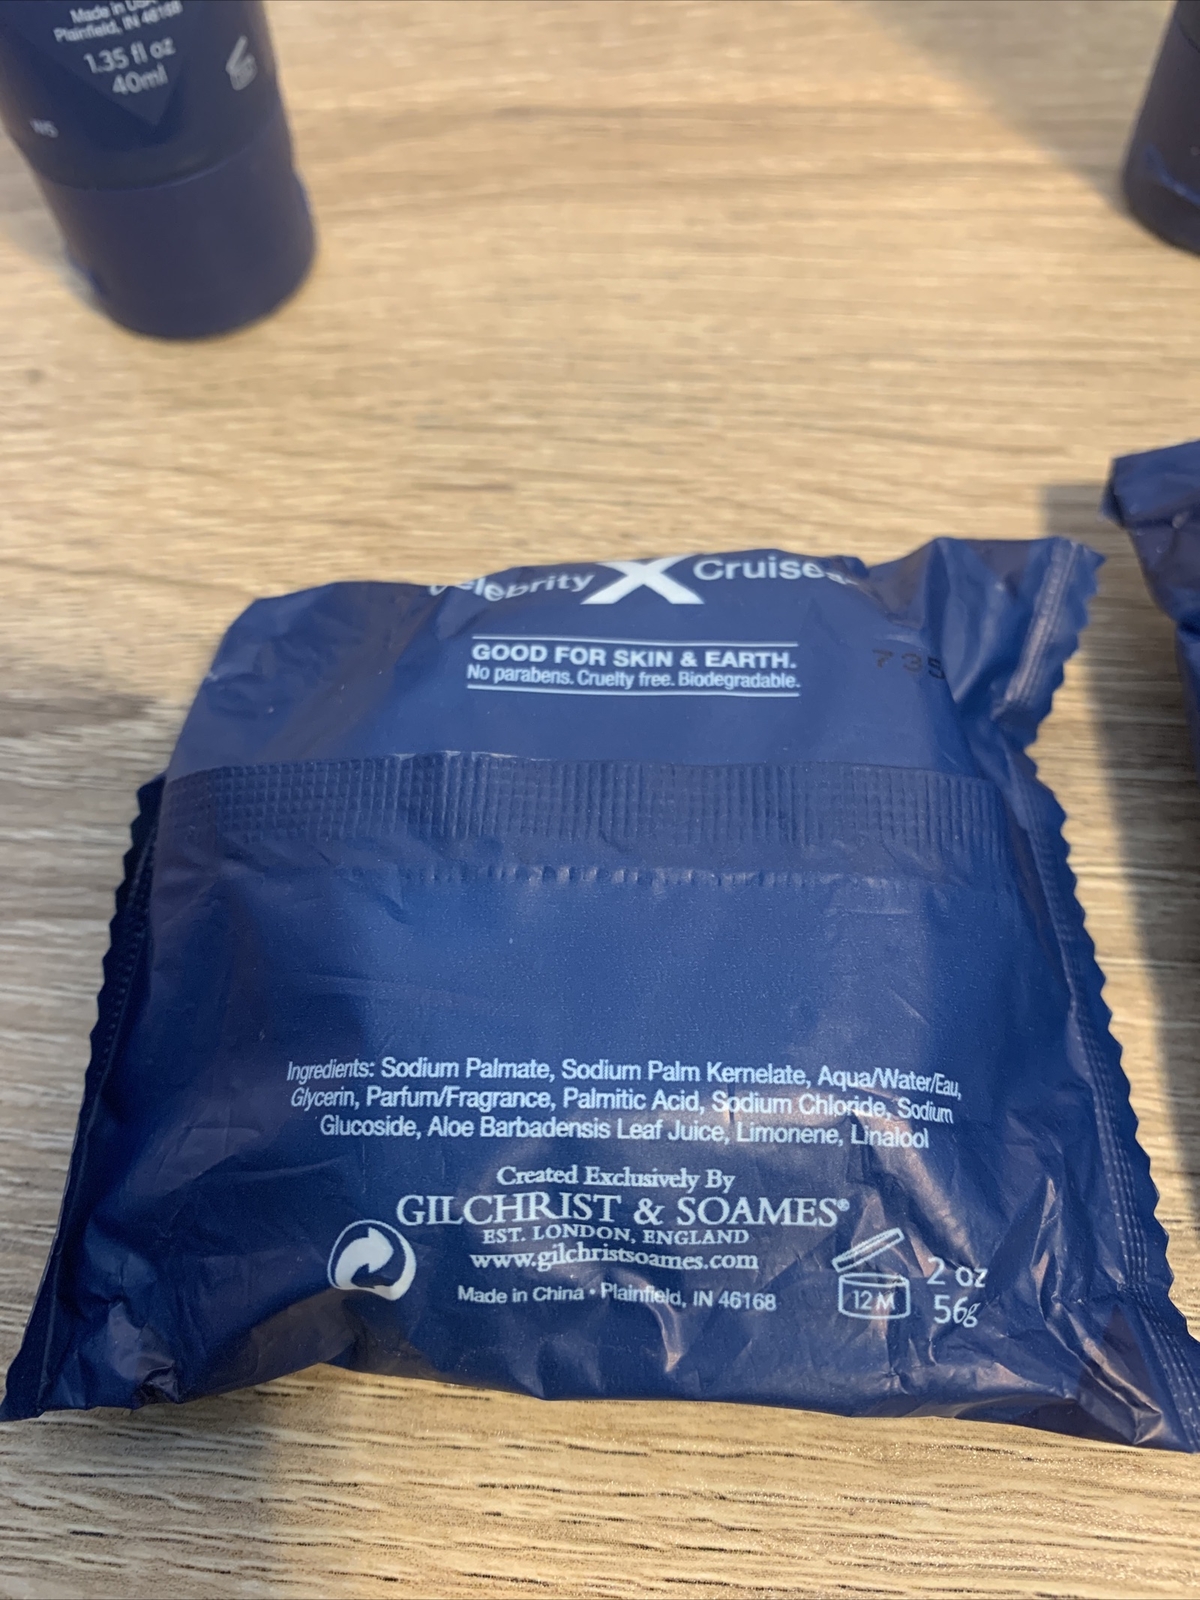 Made in USA
Plainfield, IN 46168
1.35 fl oz
40ml
Celebrity X Cruises
GOOD FOR SKIN & EARTH.
No parabens. Cruelty free. Biodegradable.
735
Ingredients: Sodium Palmate, Sodium Palm Kernelate, Aqua/Water/Eau,
Glycerin, Parfum/Fragrance, Palmitic Acid, Sodium Chloride, Sodium
Glucoside, Aloe Barbadensis Leaf Juice, Limonene, Linalool
Created Exclusively By
GILCHRIST & SOAMES®
EST. LONDON, ENGLAND
www.gilchristsoames.com
Made in China • Plainfield, IN 46168
12 M
2 oz
56g